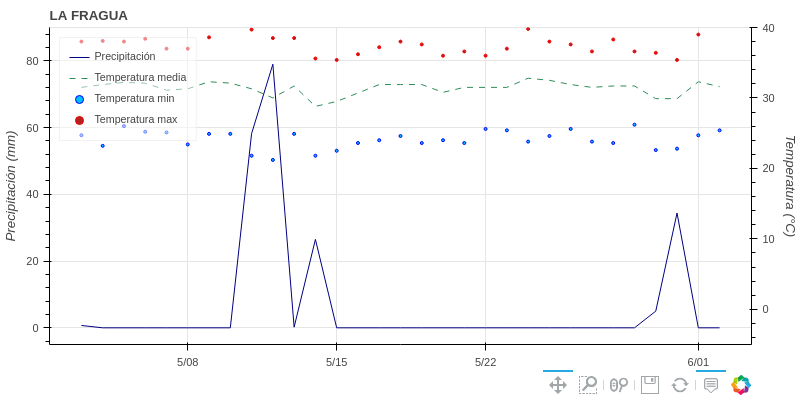 LA FRAGUA
Precipitación
Temperatura media
Temperatura min
Temperatura max
Precipitación (mm)
80
60
40
20
0
Temperatura (°C)
40
30
20
10
0
5/08
5/15
5/22
6/01